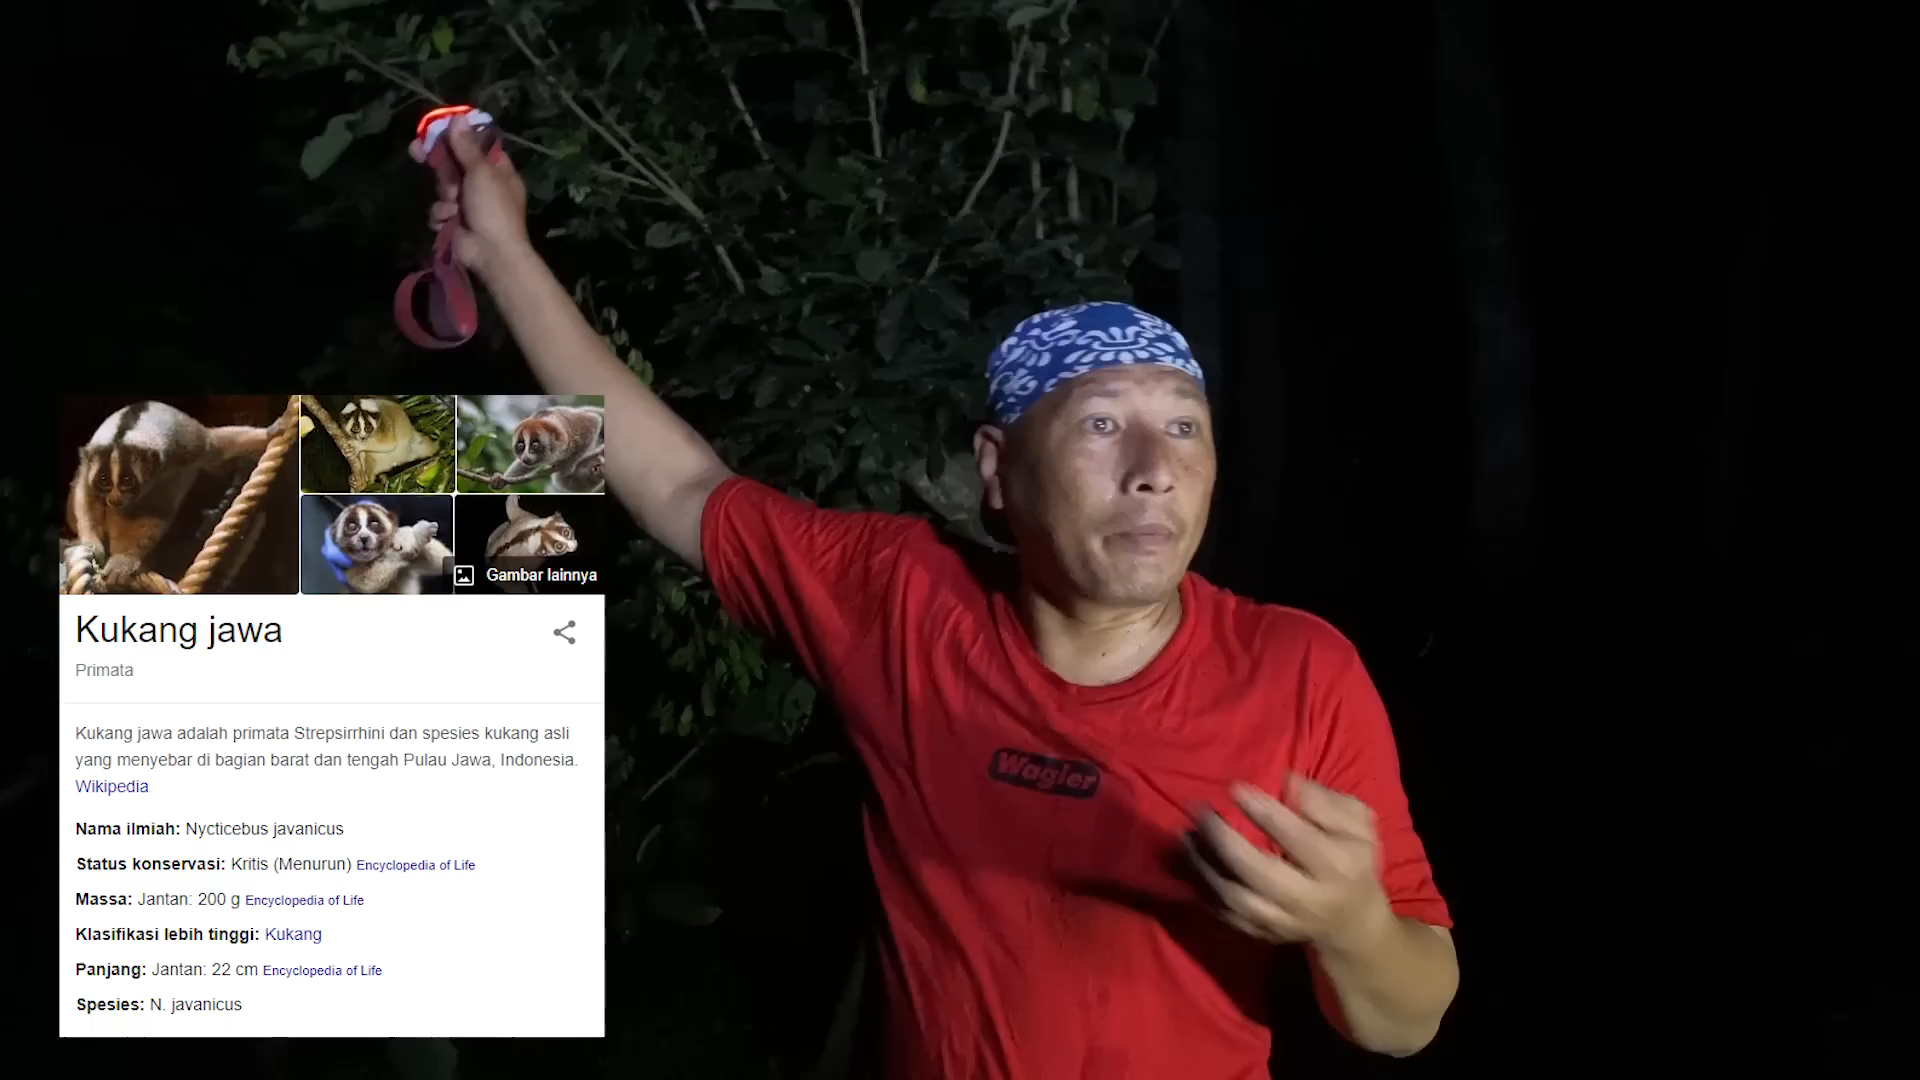 Gambar lainnya
Kukang jawa
Primata
Kukang jawa adalah primata Strepsirrhini dan spesies kukang asli
yang menyebar di bagian barat dan tengah Pulau Jawa, Indonesia.
Wikipedia
Nama ilmiah: Nycticebus javanicus
Status konservasi: Kritis (Menurun) Encyclopedia of Life
Massa: Jantan: 200 g Encyclopedia of Life
Klasifikasi lebih tinggi: Kukang
Panjang: Jantan: 22 cm Encyclopedia of Life
Spesies: N. javanicus
Wagler